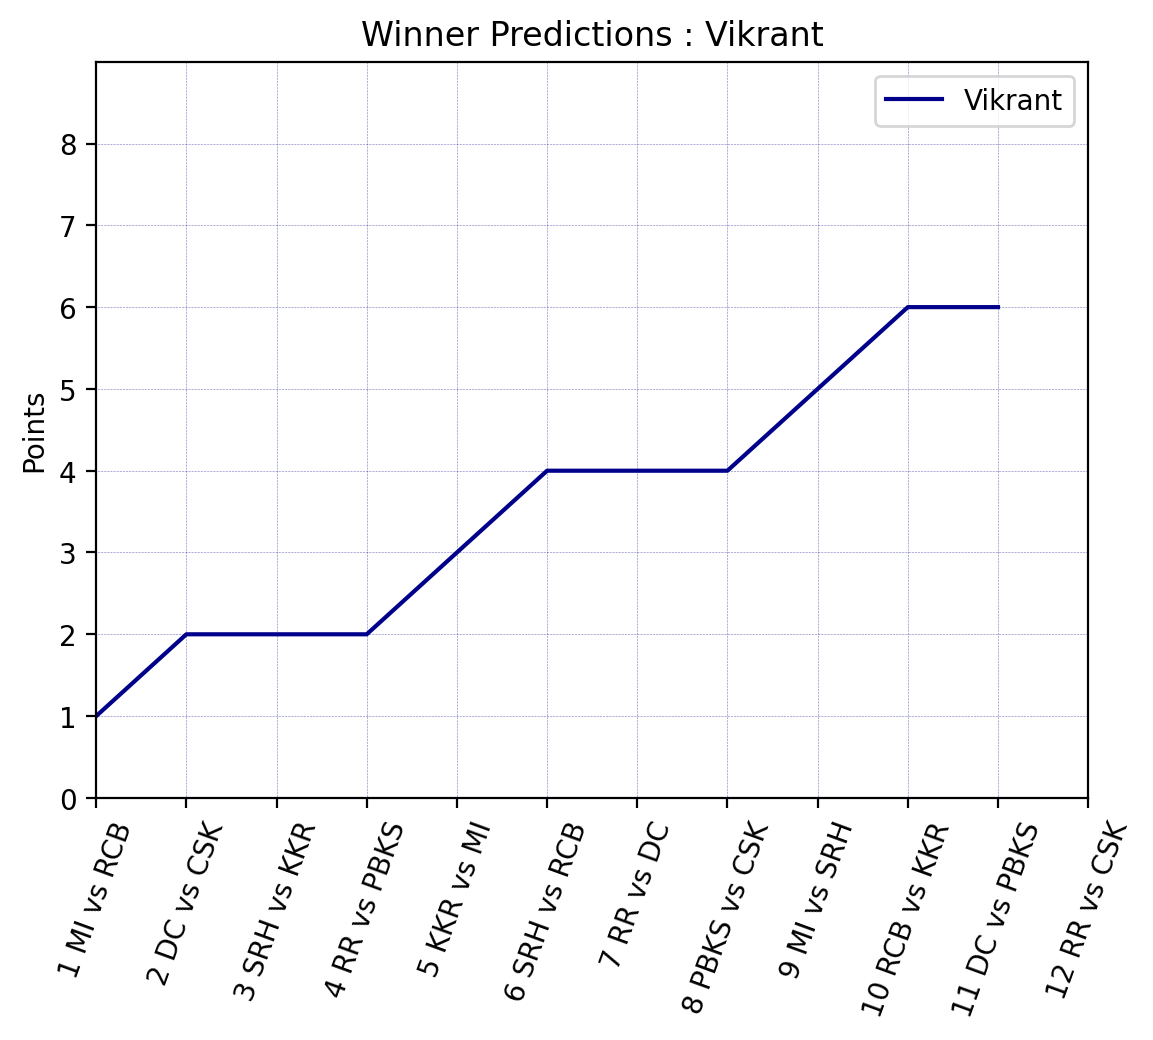 Winner Predictions : Vikrant
Vikrant
8
7
6
5
4
3
2
1
0
Points
1 MI vs RCB
2 DC vs CSK
3 SRH vs KKR
4 RR vs PBKS
5 KKR vs MI
6 SRH vs RCB
7 RR vs DC
8 PBKS vs CSK
9 MI vs SRH
10 RCB vs KKR
11 DC vs PBKS
12 RR vs CSK